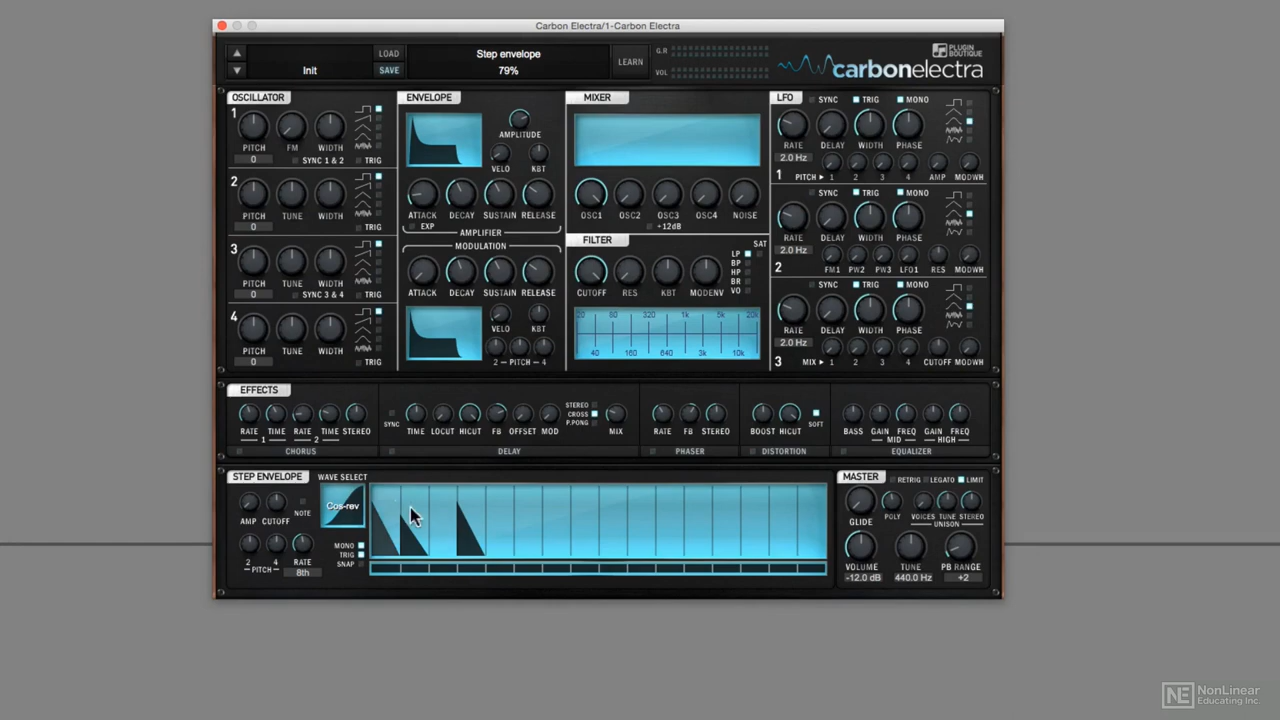 Carbon Electra/1-Carbon Electra
LOAD
Step envelope
LEARN
G.R
PLUGIN BOUTIQUE
Init
SAVE
79%
VOL
carbonelectra
OSCILLATOR
1
PITCH FM WIDTH
0
SYNC 1 & 2 TRIG
2
PITCH TUNE WIDTH
0
TRIG
3
PITCH TUNE WIDTH
0
SYNC 3 & 4 TRIG
4
PITCH TUNE WIDTH
0
TRIG
ENVELOPE
AMPLITUDE
VELO KBT
ATTACK DECAY SUSTAIN RELEASE
EXP
AMPLIFIER
MODULATION
ATTACK DECAY SUSTAIN RELEASE
VELO KBT
2 – PITCH – 4
MIXER
OSC1 OSC2 OSC3 OSC4 NOISE
+12dB
FILTER
SAT
LP
BP
HP
BR
VO
CUTOFF RES KBT MODENV
20 80 320 1k 5k 20k
40 160 640 3k 10k
LFO
SYNC TRIG MONO
RATE DELAY WIDTH PHASE
2.0 Hz
1 PITCH 1 2 3 4 AMP MODWH
SYNC TRIG MONO
RATE DELAY WIDTH PHASE
2.0 Hz
2 FM1 PW2 PW3 LFO1 RES MODWH
SYNC TRIG MONO
RATE DELAY WIDTH PHASE
2.0 Hz
3 MIX 1 2 3 4 CUTOFF MODWH
EFFECTS
RATE TIME RATE TIME STEREO
1 2
CHORUS
SYNC
TIME LOCUT HICUT FB OFFSET MOD
STEREO
CROSS
P.PONG
MIX
DELAY
RATE FB STEREO
PHASER
BOOST HICUT SOFT
DISTORTION
BASS GAIN FREQ GAIN FREQ
MID HIGH
EQUALIZER
STEP ENVELOPE
AMP CUTOFF NOTE
2 4 RATE
PITCH
8th
WAVE SELECT
Cos-rev
MONO
TRIG
SNAP
MASTER
RETRIG LEGATO LIMIT
GLIDE POLY VOICES TUNE STEREO
UNISON
VOLUME TUNE PB RANGE
-12.0 dB 440.0 Hz +2
NE NonLinear
Educating Inc.